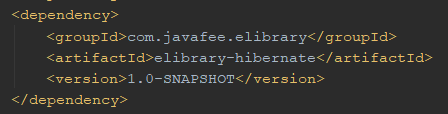 <dependency>
    <groupId>com.javafee.elibrary</groupId>
    <artifactId>elibrary-hibernate</artifactId>
    <version>1.0-SNAPSHOT</version>
</dependency>